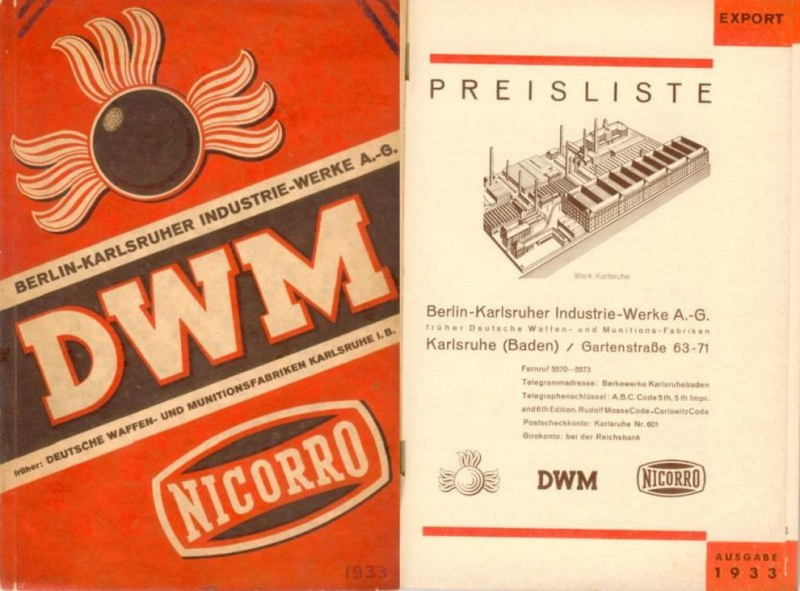 BERLIN-KARLSRUHER INDUSTRIE-WERKE A.-G.
DWM
früher: DEUTSCHE WAFFEN- UND MUNITIONSFABRIKEN KARLSRUHE I. B.
NICORRO
1933
EXPORT
PREISLISTE
Werk Karlsruhe
Berlin-Karlsruher Industrie-Werke A.-G.
früher Deutsche Waffen- und Munitions-Fabriken
Karlsruhe (Baden) / Gartenstraße 63-71
Fernruf 5570–5573
Telegrammadresse: Berkawerke Karlsruhebaden
Telegraphenschlüssel: A.B.C. Code 5th, 5th Impr.
and 6th Edition. Rudolf Mosse Code, Carlowitz Code
Postscheckkonto: Karlsruhe Nr. 601
Girokonto: bei der Reichsbank
DWM
NICORRO
AUSGABE
1933